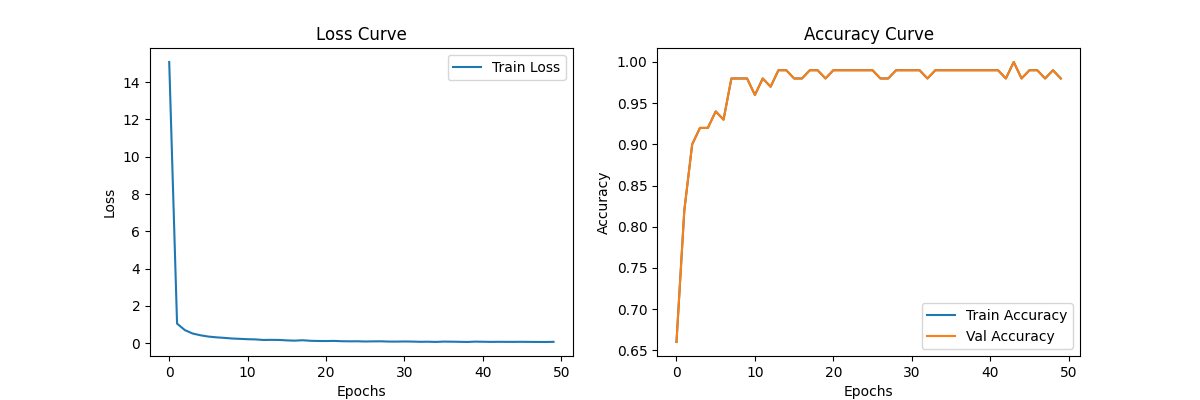 Loss Curve
Train Loss
14
12
10
8
6
4
2
0
0 10 20 30 40 50
Loss
Epochs
Accuracy Curve
1.00
0.95
0.90
0.85
0.80
0.75
0.70
0.65
0 10 20 30 40 50
Accuracy
Epochs
Train Accuracy
Val Accuracy